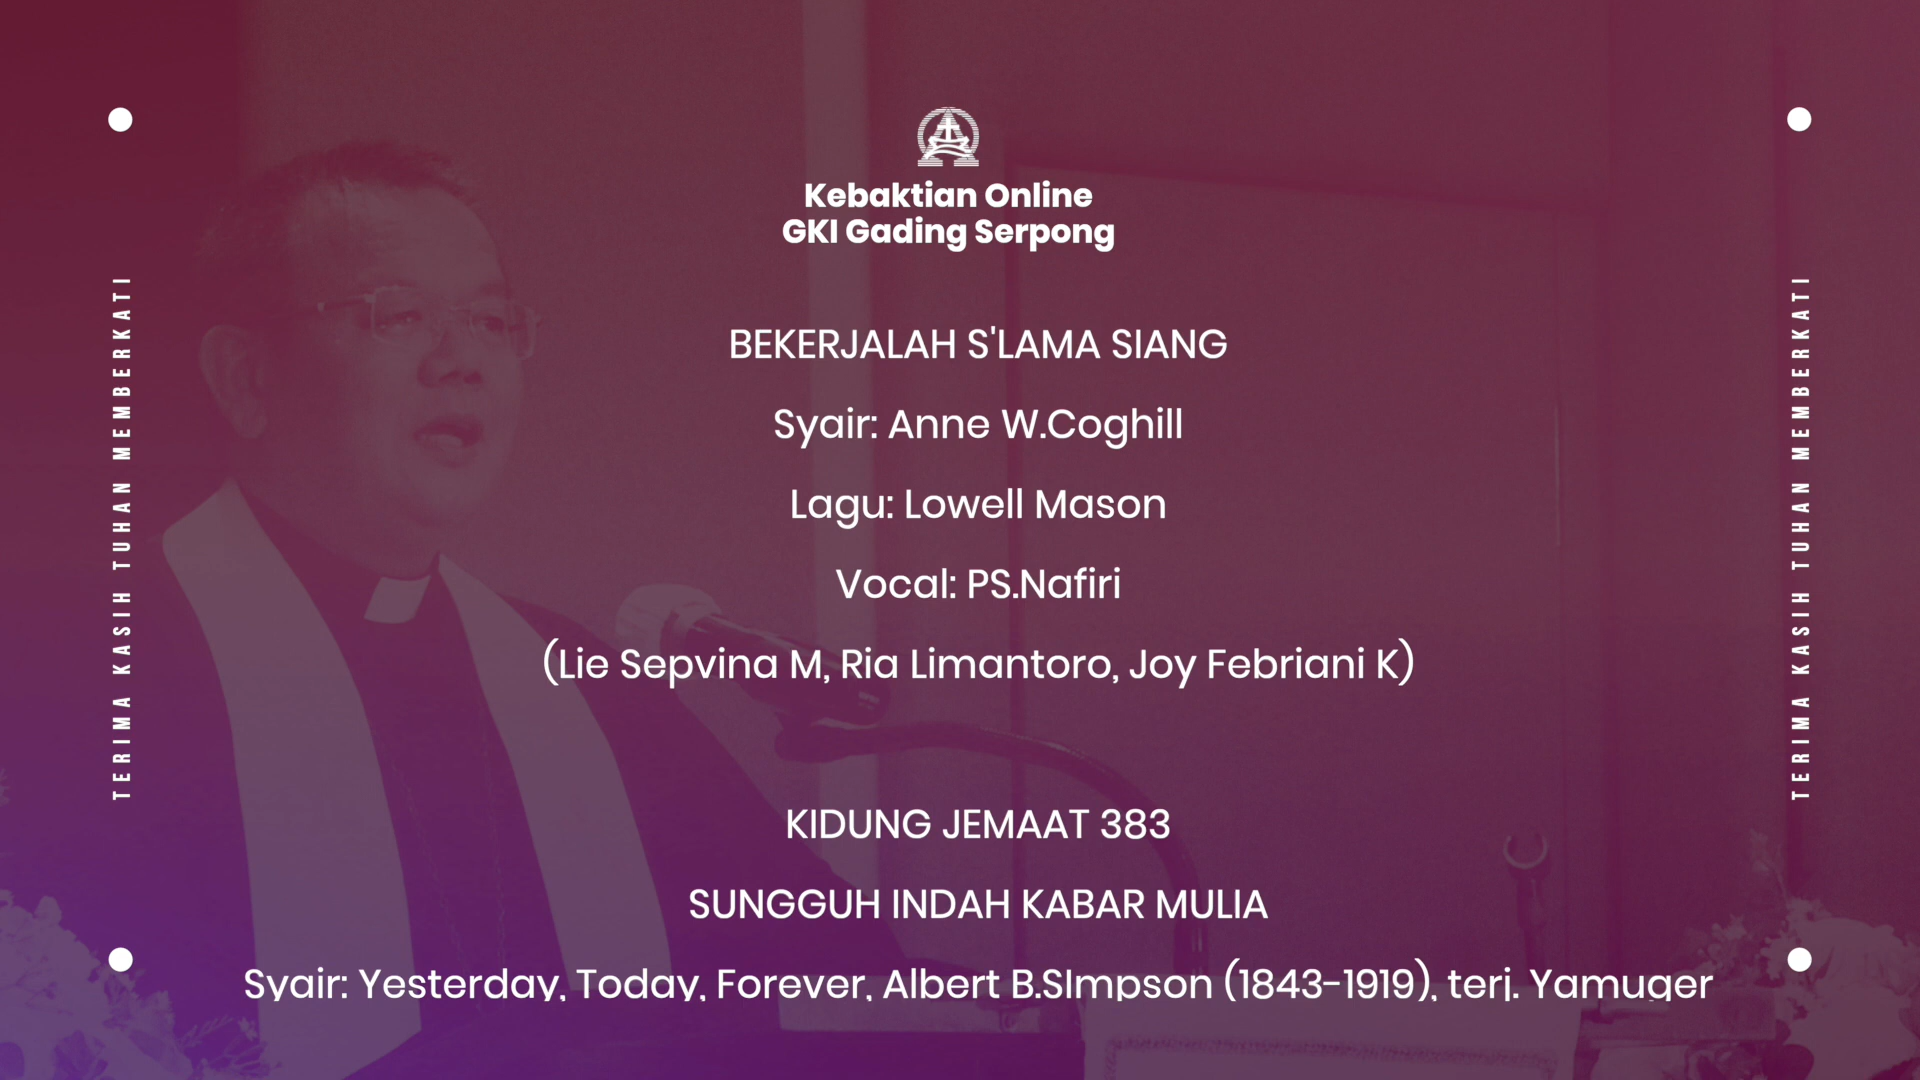 Kebaktian Online
GKI Gading Serpong
TERIMA KASIH TUHAN MEMBERKATI
BEKERJALAH S'LAMA SIANG
Syair: Anne W.Coghill
Lagu: Lowell Mason
Vocal: PS.Nafiri
(Lie Sepvina M, Ria Limantoro, Joy Febriani K)
KIDUNG JEMAAT 383
SUNGGUH INDAH KABAR MULIA
Syair: Yesterday, Today, Forever, Albert B.SImpson (1843-1919), terj. Yamuger
TERIMA KASIH TUHAN MEMBERKATI